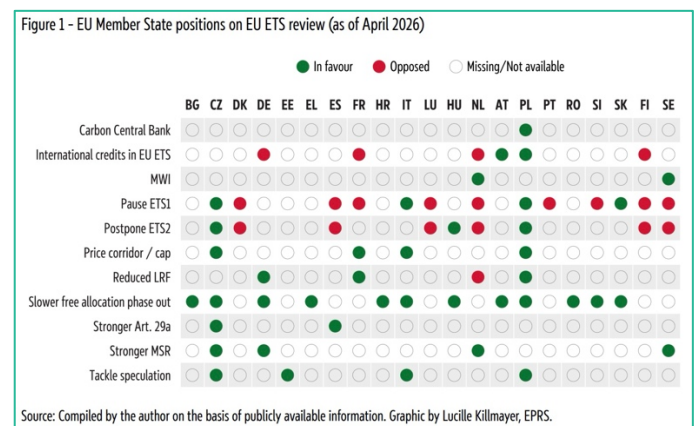 Figure 1 - EU Member State positions on EU ETS review (as of April 2026)
In favour Opposed Missing/Not available
BG CZ DK DE EE EL ES FR HR IT LU HU NL AT PL PT RO SI SK FI SE
Carbon Central Bank
International credits in EU ETS
MWI
Pause ETS1
Postpone ETS2
Price corridor / cap
Reduced LRF
Slower free allocation phase out
Stronger Art. 29a
Stronger MSR
Tackle speculation
Source: Compiled by the author on the basis of publicly available information. Graphic by Lucille Killmayer, EPRS.